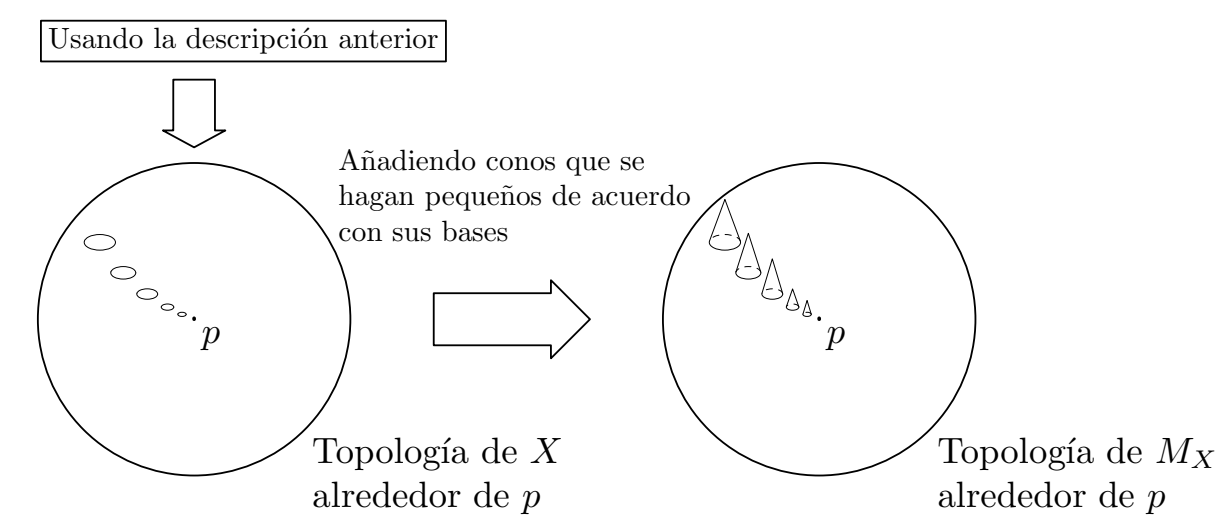 Usando la descripción anterior
Añadiendo conos que se
hagan pequeños de acuerdo
con sus bases
p
p
Topología de X
alrededor de p
Topología de M_X
alrededor de p